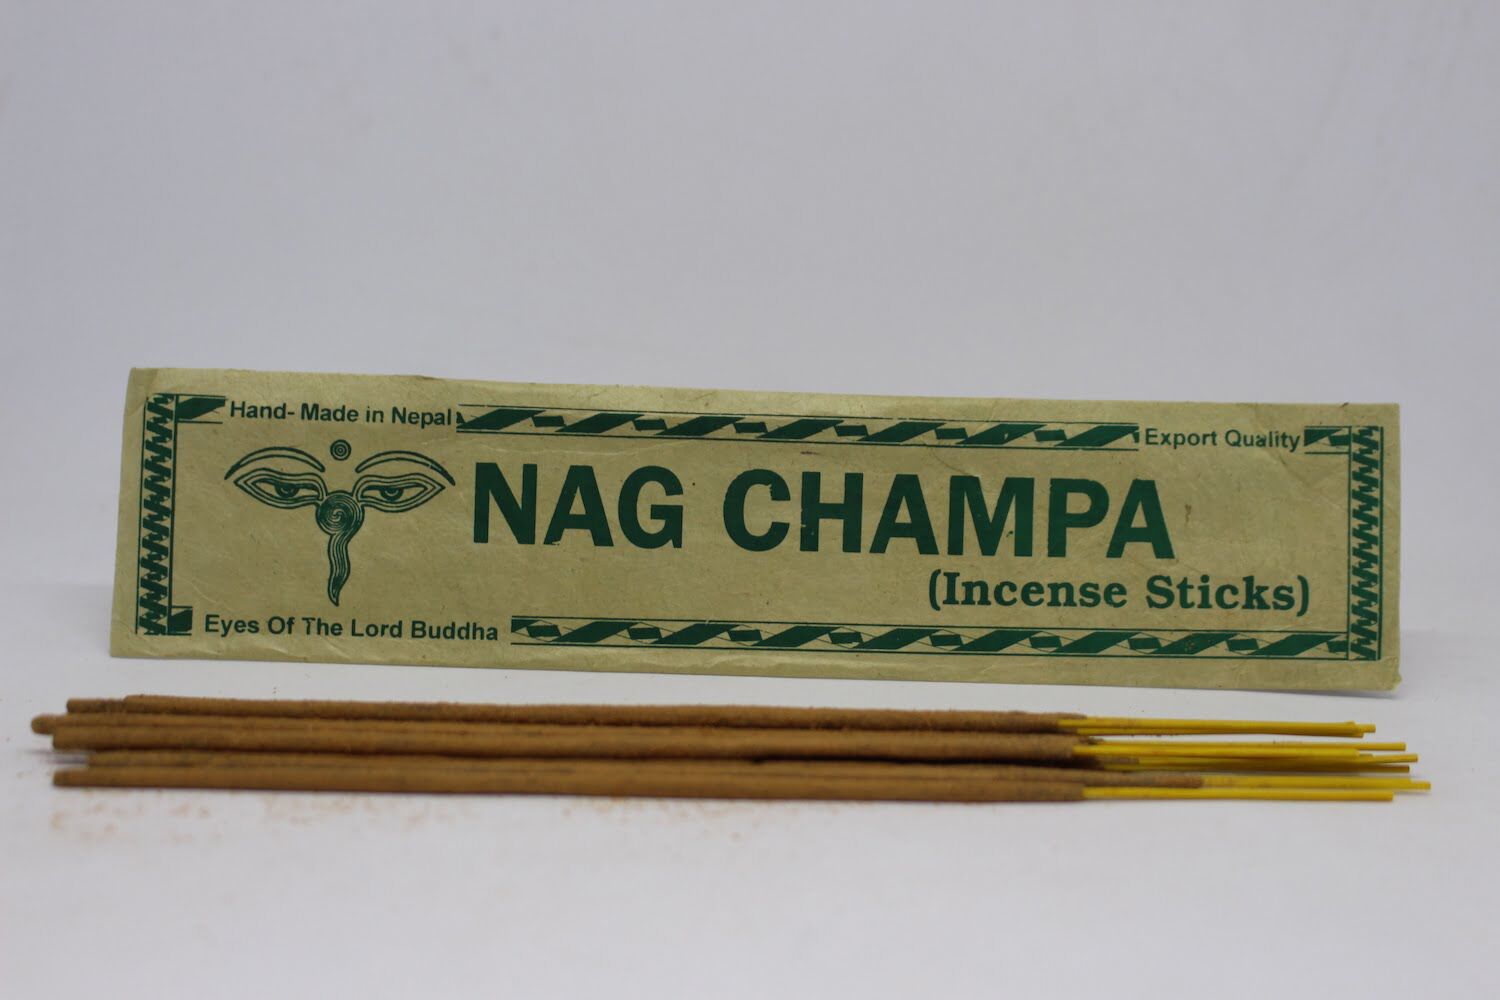 Hand-Made in Nepal
Export Quality
NAG CHAMPA
(Incense Sticks)
Eyes Of The Lord Buddha